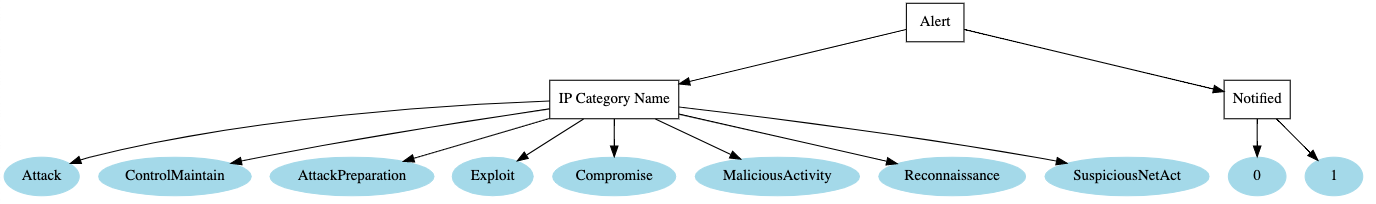 Alert
IP Category Name
Notified
Attack
ControlMaintain
AttackPreparation
Exploit
Compromise
MaliciousActivity
Reconnaissance
SuspiciousNetAct
0
1